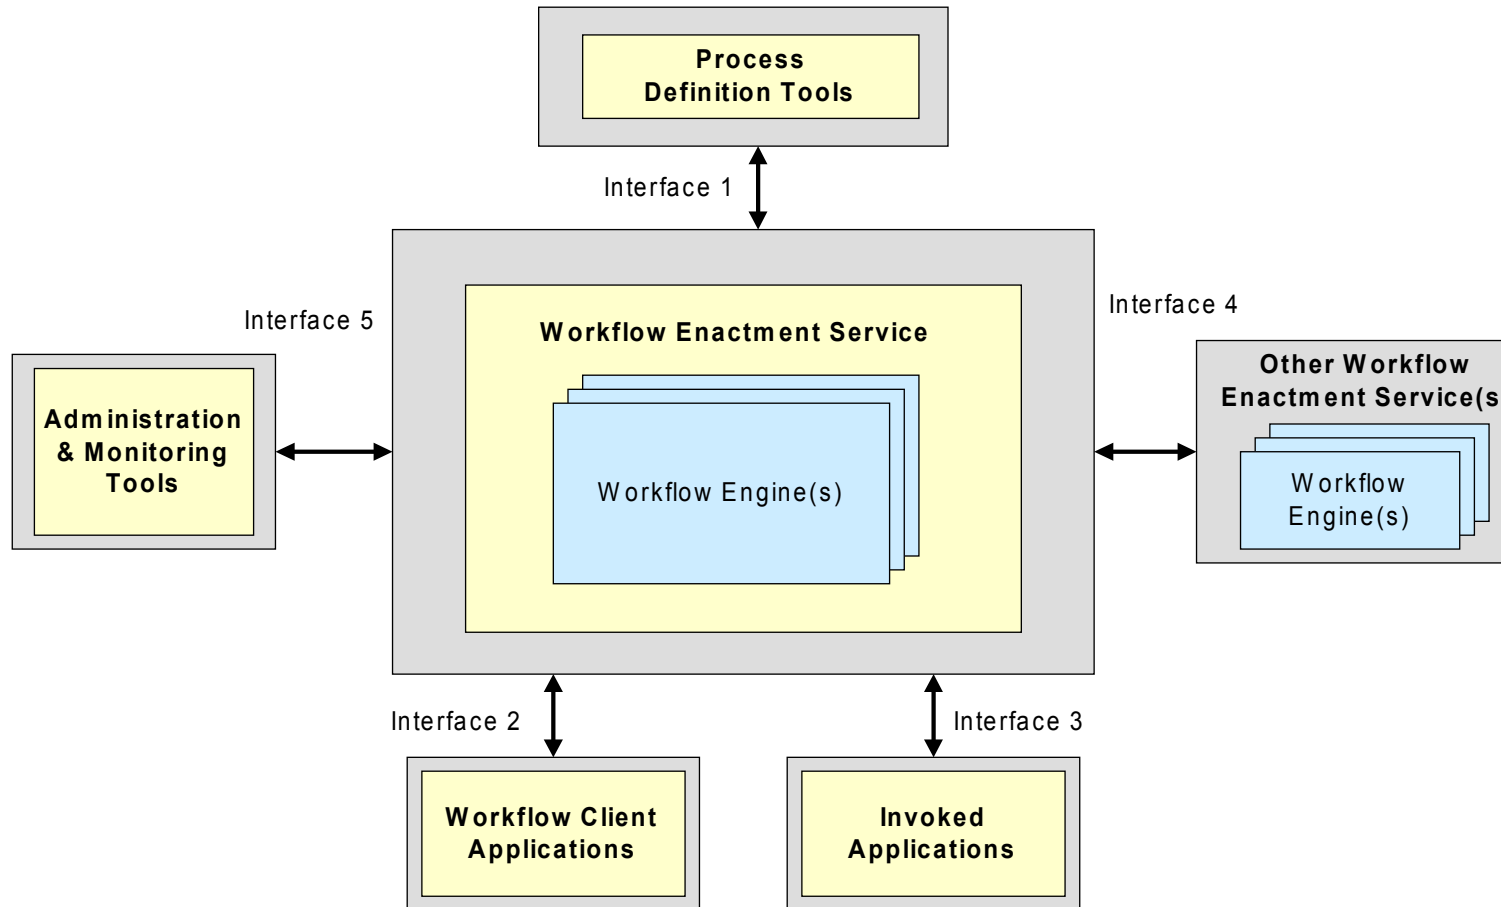 Process
Definition Tools
Interface 1
Interface 5
Interface 4
Workflow Enactment Service
Other Workflow
Enactment Service(s
Administration
& Monitoring
Tools
Workflow Engine(s)
Workflow
Engine(s)
Interface 2
Interface 3
Workflow Client
Applications
Invoked
Applications